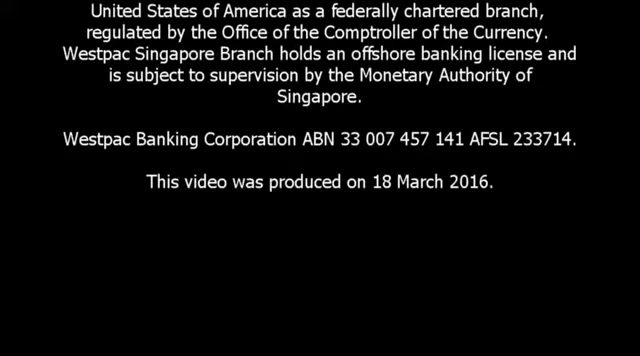 United States of America as a federally chartered branch,
regulated by the Office of the Comptroller of the Currency.
Westpac Singapore Branch holds an offshore banking license and
is subject to supervision by the Monetary Authority of
Singapore.
Westpac Banking Corporation ABN 33 007 457 141 AFSL 233714.
This video was produced on 18 March 2016.